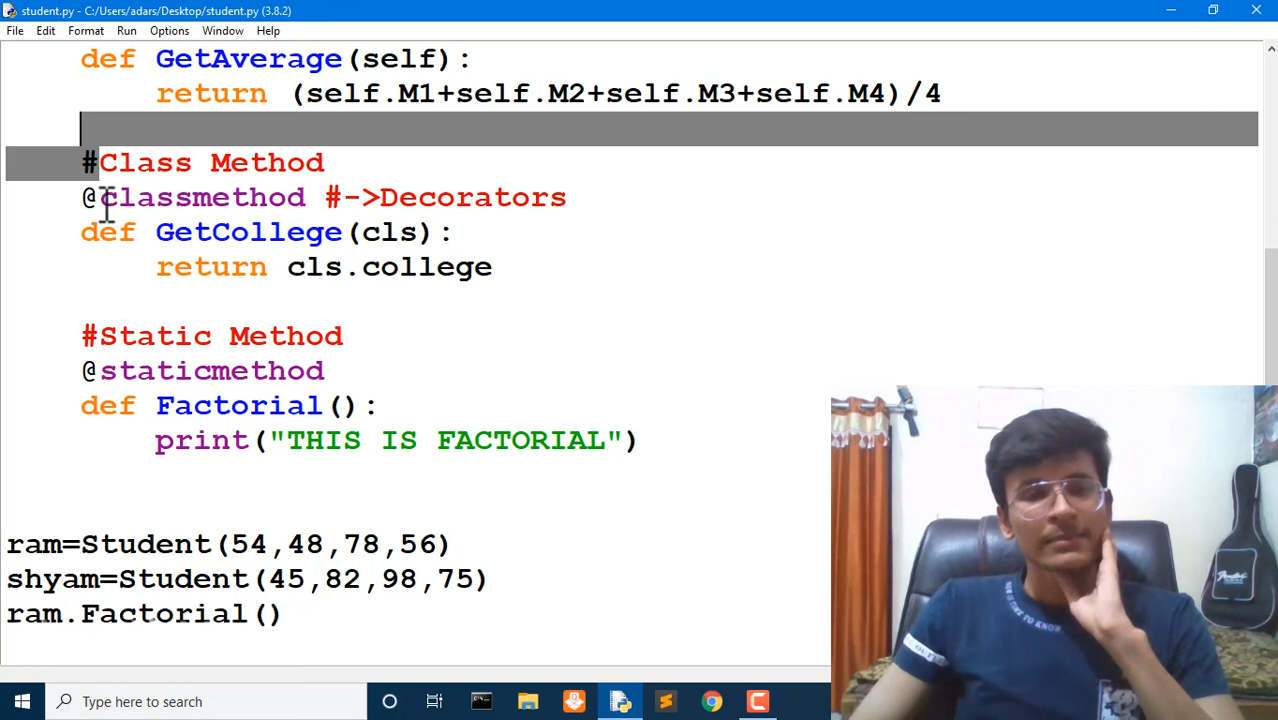 student.py - C:/Users/adars/Desktop/student.py (3.8.2)
File Edit Format Run Options Window Help
def GetAverage(self):
return (self.M1+self.M2+self.M3+self.M4)/4
#Class Method
@classmethod #->Decorators
def GetCollege(cls):
return cls.college
#Static Method
@staticmethod
def Factorial():
print("THIS IS FACTORIAL")
ram=Student(54,48,78,56)
shyam=Student(45,82,98,75)
ram.Factorial()
Fender
Type here to search